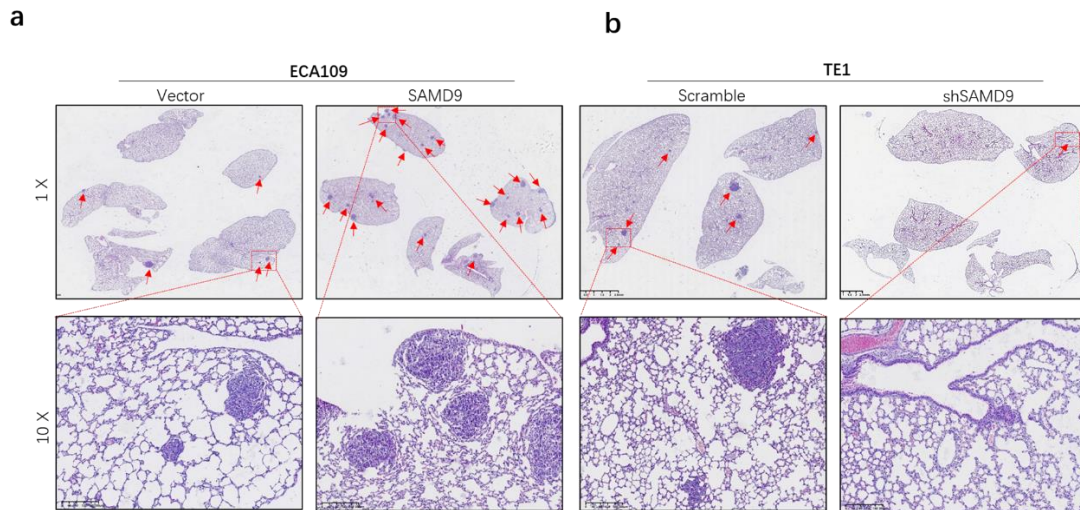 a
b
ECA109
TE1
Vector
SAMD9
Scramble
shSAMD9
1 X
10 X